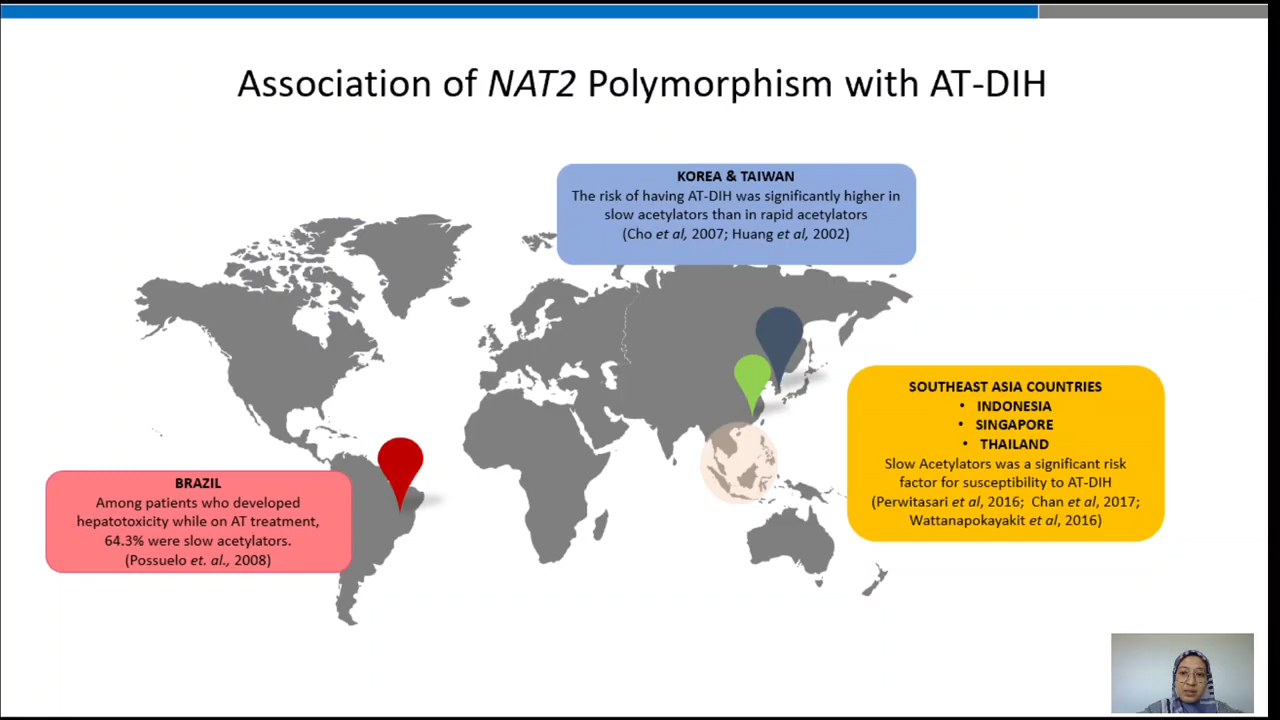 Association of NAT2 Polymorphism with AT-DIH
KOREA & TAIWAN
The risk of having AT-DIH was significantly higher in
slow acetylators than in rapid acetylators
(Cho et al, 2007; Huang et al, 2002)
SOUTHEAST ASIA COUNTRIES
• INDONESIA
• SINGAPORE
• THAILAND
Slow Acetylators was a significant risk
factor for susceptibility to AT-DIH
(Perwitasari et al, 2016; Chan et al, 2017;
Wattanapokayakit et al, 2016)
BRAZIL
Among patients who developed
hepatotoxicity while on AT treatment,
64.3% were slow acetylators.
(Possuelo et. al., 2008)